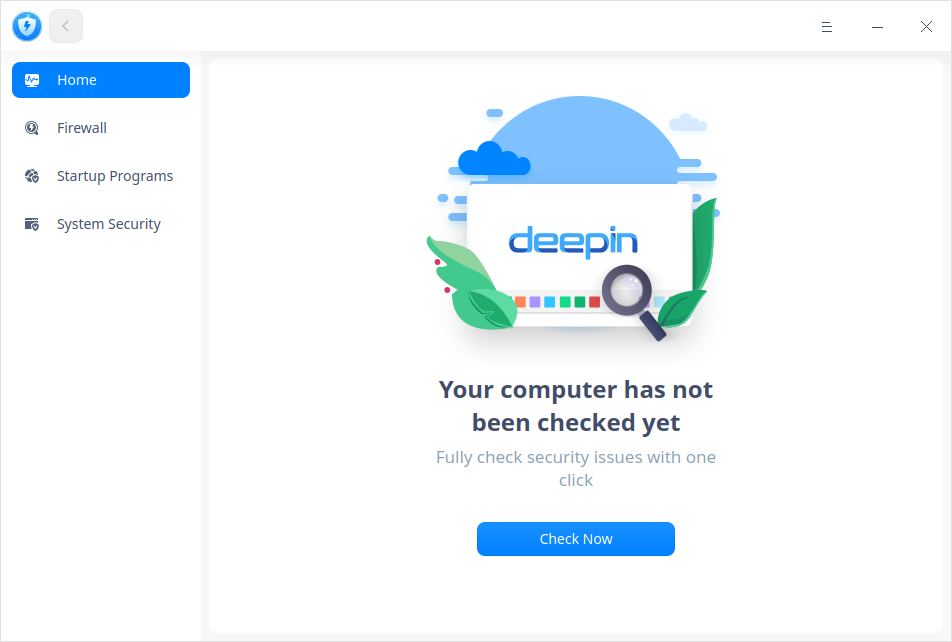 Home
Firewall
Startup Programs
System Security
deepin
Your computer has not
been checked yet
Fully check security issues with one
click
Check Now